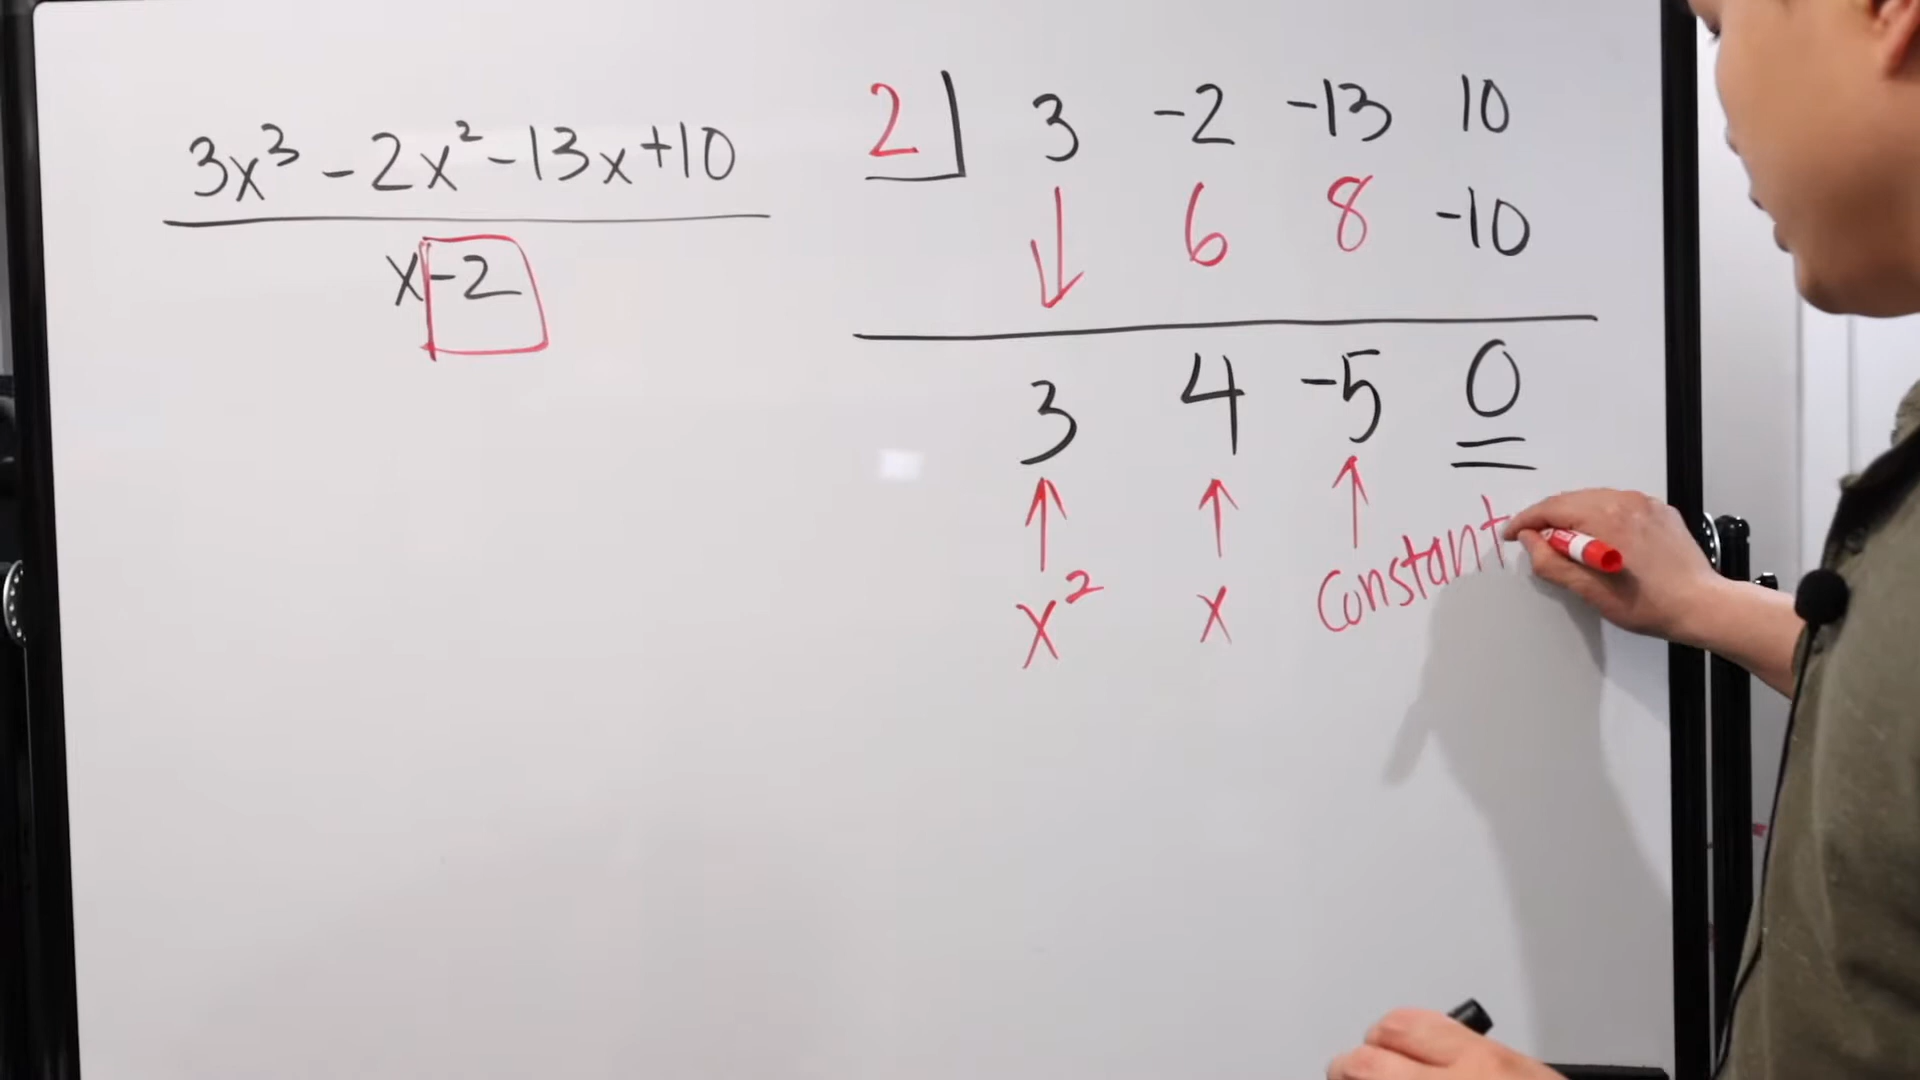 3x³ - 2x² - 13x + 10
x - 2
2 3 -2 -13 10
6 8 -10
3 4 -5 0
x² x Constant